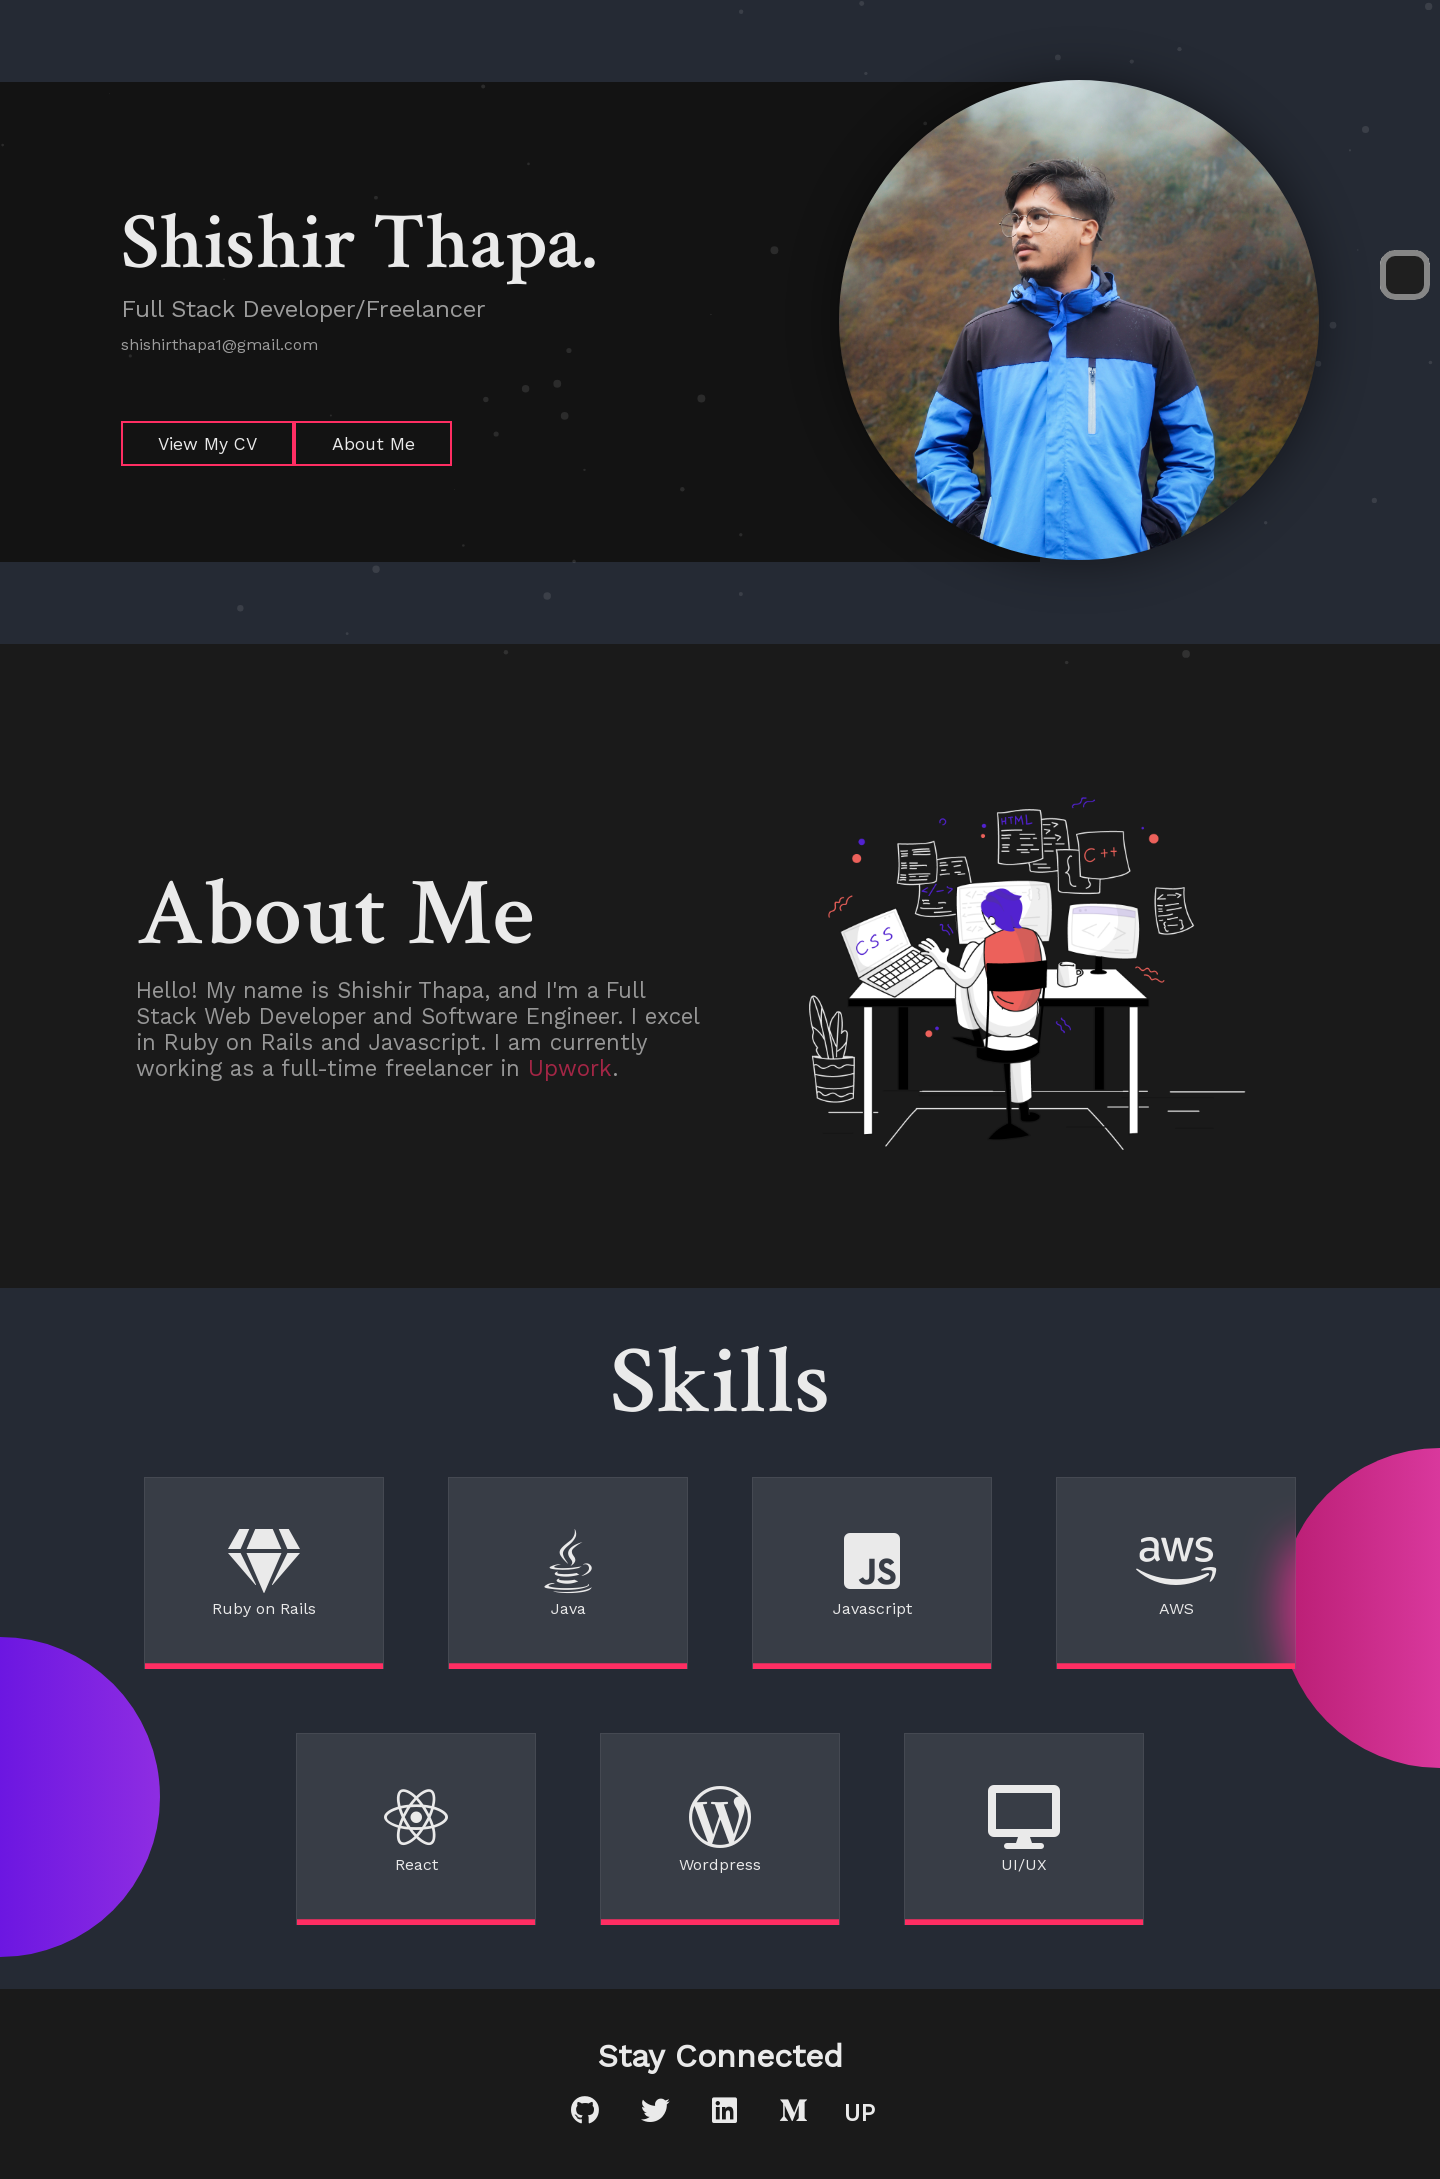 Shishir Thapa.
Full Stack Developer/Freelancer
shishirthapa1@gmail.com
View My CV
About Me
HTML
C++
</->
CSS
</>
About Me
Hello! My name is Shishir Thapa, and I'm a Full
Stack Web Developer and Software Engineer. I excel
in Ruby on Rails and Javascript. I am currently
working as a full-time freelancer in Upwork.
Skills
Ruby on Rails
Java
JS
Javascript
aws
AWS
React
W
Wordpress
UI/UX
Stay Connected
in
M
UP